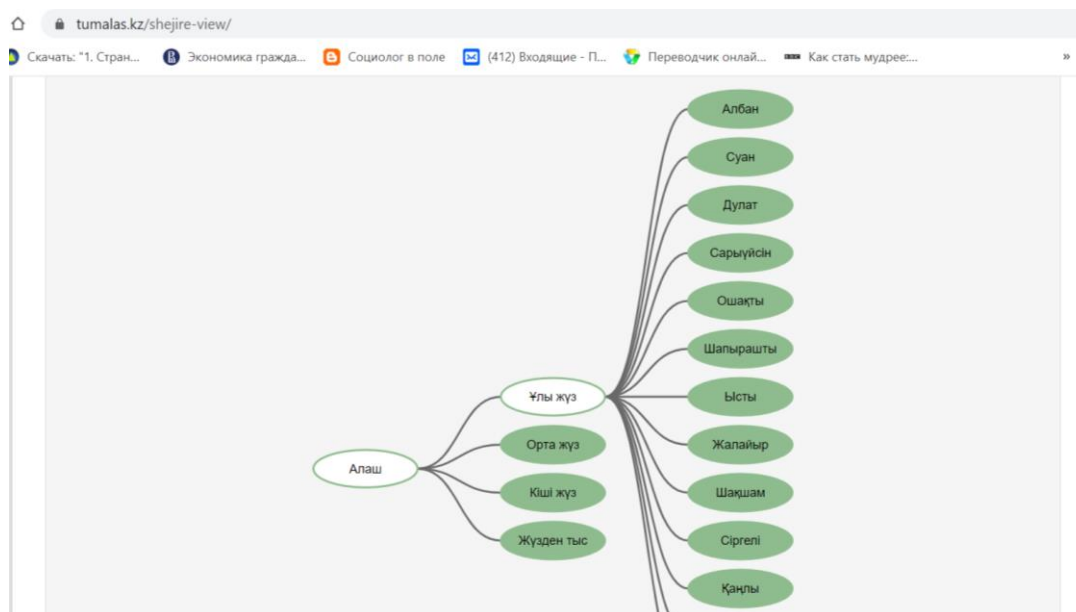 tumalas.kz/shejire-view/
Скачать: "1. Стран... Экономика гражда... Социолог в поле (412) Входящие - П... Переводчик онлай... Как стать мудрее:... »
Албан
Суан
Дулат
Сарыүйсін
Ошақты
Шапырашты
Ұлы жүз
Ысты
Орта жүз
Жалайыр
Алаш
Кіші жүз
Шақшам
Жүзден тыс
Сіргелі
Қаңлы